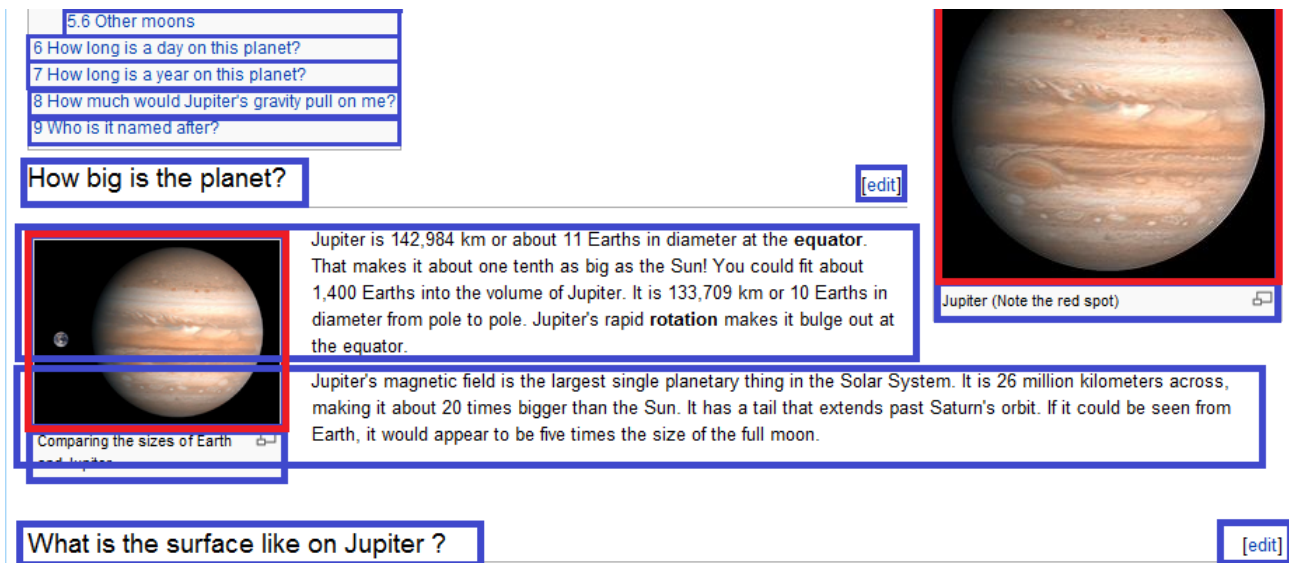 5.6 Other moons
6 How long is a day on this planet?
7 How long is a year on this planet?
8 How much would Jupiter's gravity pull on me?
9 Who is it named after?
How big is the planet?
[edit]
Jupiter is 142,984 km or about 11 Earths in diameter at the equator.
That makes it about one tenth as big as the Sun! You could fit about
1,400 Earths into the volume of Jupiter. It is 133,709 km or 10 Earths in
diameter from pole to pole. Jupiter's rapid rotation makes it bulge out at
the equator.
Jupiter (Note the red spot)
Jupiter's magnetic field is the largest single planetary thing in the Solar System. It is 26 million kilometers across,
making it about 20 times bigger than the Sun. It has a tail that extends past Saturn's orbit. If it could be seen from
Earth, it would appear to be five times the size of the full moon.
Comparing the sizes of Earth
and Jupiter
What is the surface like on Jupiter ?
[edit]